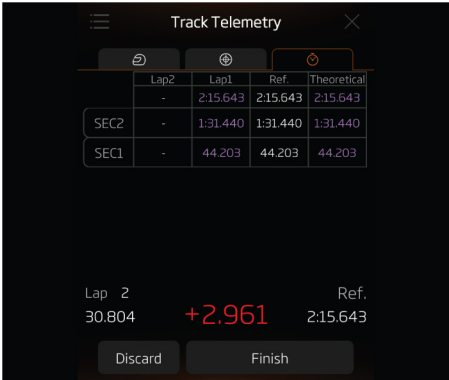 Track Telemetry
Lap2 Lap1 Ref. Theoretical
- 2:15.643 2:15.643 2:15.643
SEC2 - 1:31.440 1:31.440 1:31.440
SEC1 - 44.203 44.203 44.203
Lap 2 Ref.
30.804 +2.961 2:15.643
Discard Finish